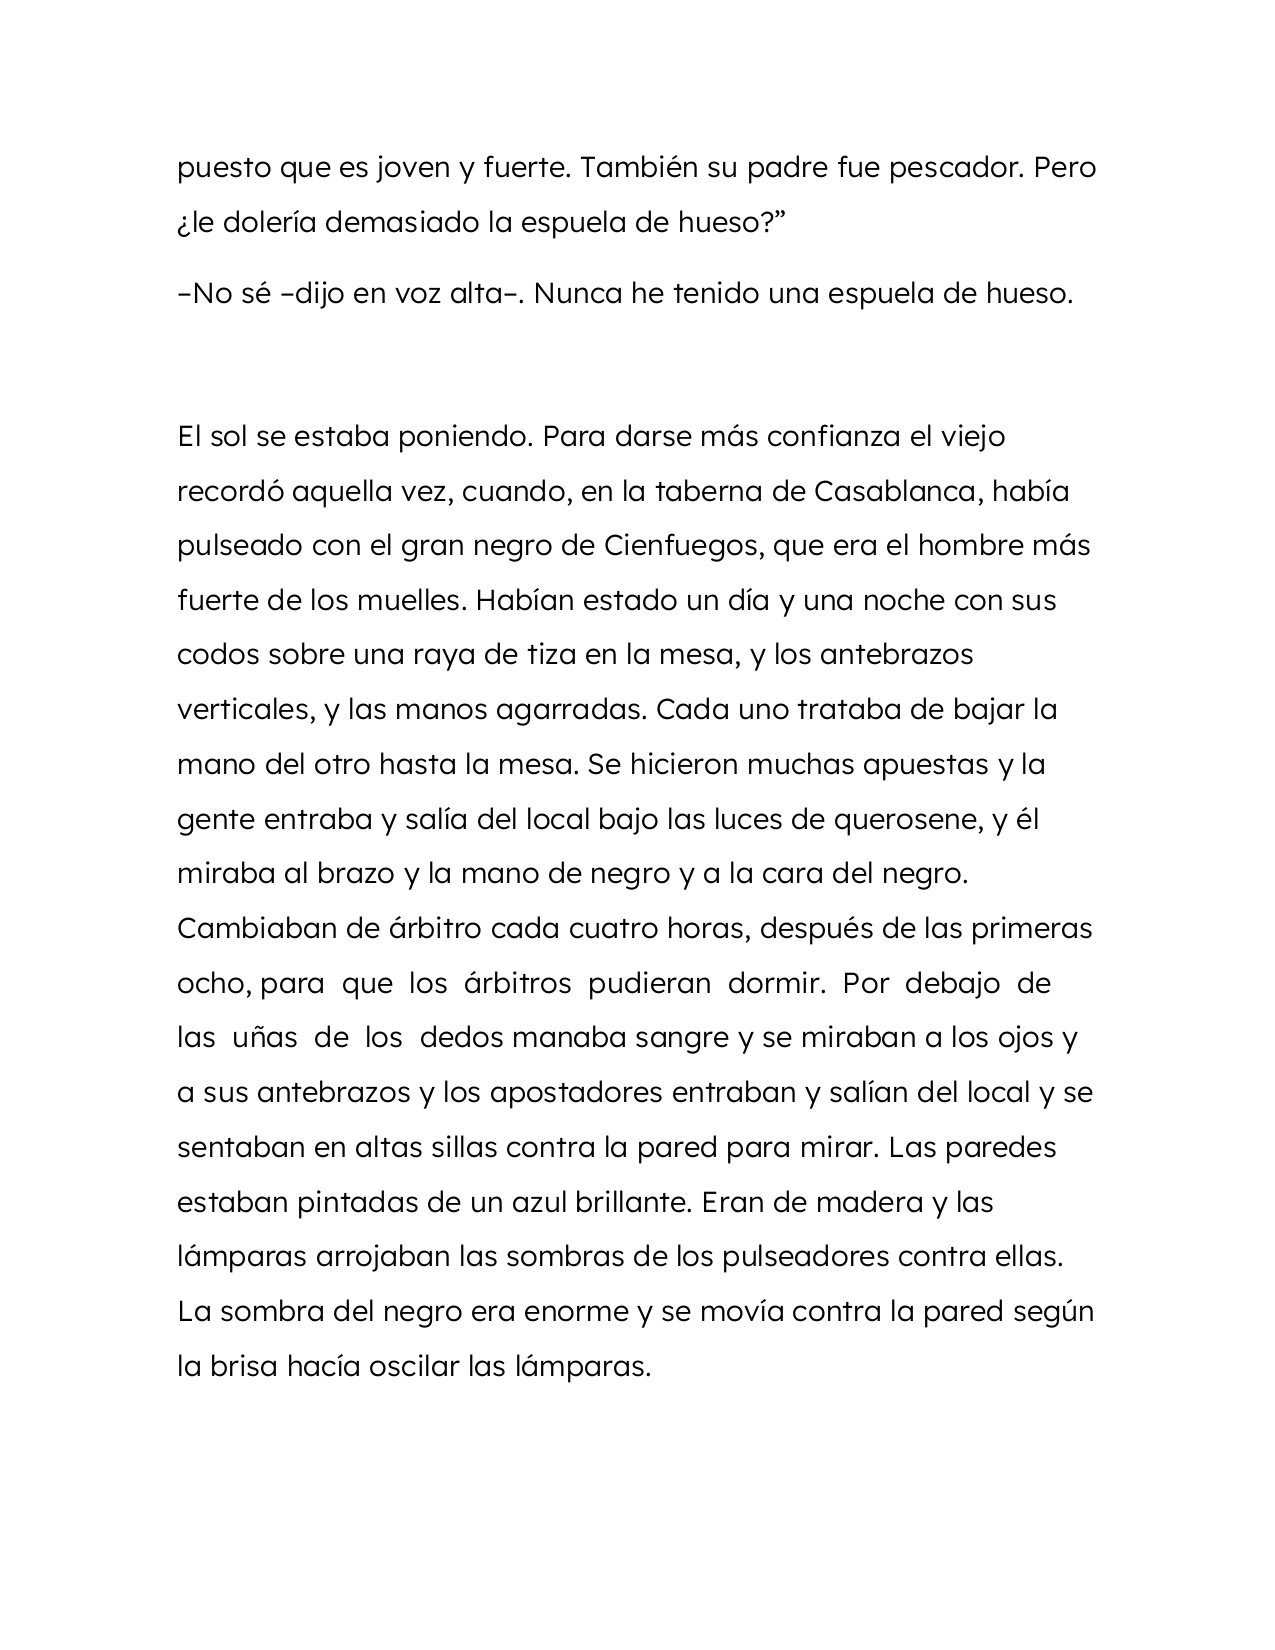 puesto que es joven y fuerte. También su padre fue pescador. Pero
¿le dolería demasiado la espuela de hueso?”
–No sé –dijo en voz alta–. Nunca he tenido una espuela de hueso.
El sol se estaba poniendo. Para darse más confianza el viejo
recordó aquella vez, cuando, en la taberna de Casablanca, había
pulseado con el gran negro de Cienfuegos, que era el hombre más
fuerte de los muelles. Habían estado un día y una noche con sus
codos sobre una raya de tiza en la mesa, y los antebrazos
verticales, y las manos agarradas. Cada uno trataba de bajar la
mano del otro hasta la mesa. Se hicieron muchas apuestas y la
gente entraba y salía del local bajo las luces de querosene, y él
miraba al brazo y la mano de negro y a la cara del negro.
Cambiaban de árbitro cada cuatro horas, después de las primeras
ocho, para que los árbitros pudieran dormir. Por debajo de
las uñas de los dedos manaba sangre y se miraban a los ojos y
a sus antebrazos y los apostadores entraban y salían del local y se
sentaban en altas sillas contra la pared para mirar. Las paredes
estaban pintadas de un azul brillante. Eran de madera y las
lámparas arrojaban las sombras de los pulseadores contra ellas.
La sombra del negro era enorme y se movía contra la pared según
la brisa hacía oscilar las lámparas.